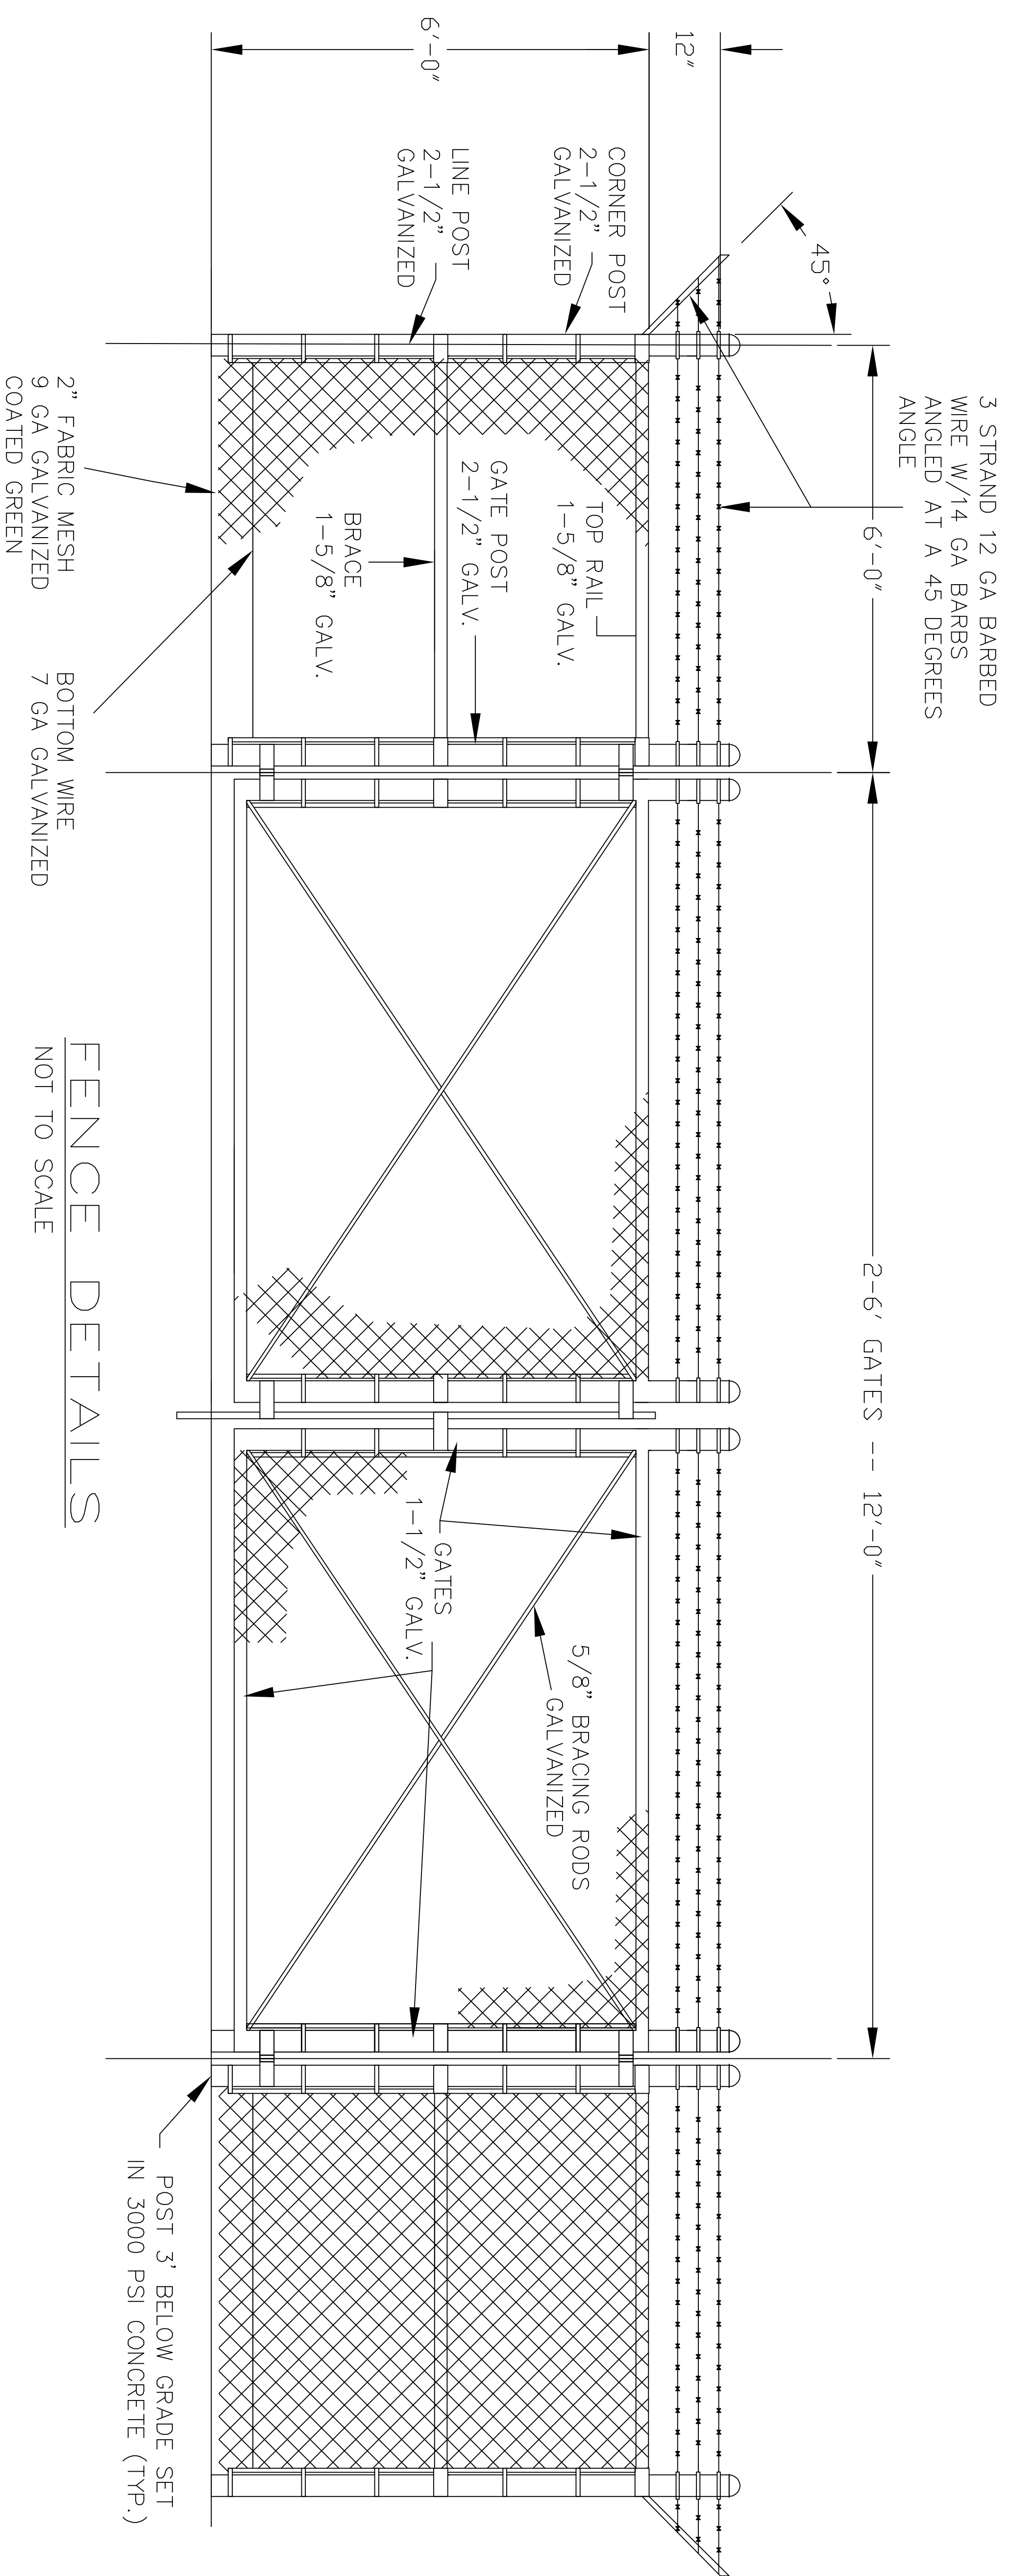 3 STRAND 12 GA BARBED
WIRE W/14 GA BARBS
ANGLED AT A 45 DEGREES
ANGLE
6'-0"
2-6' GATES -- 12'-0"
45°
12"
6'-0"
CORNER POST
2-1/2"
GALVANIZED
LINE POST
2-1/2"
GALVANIZED
TOP RAIL
1-5/8" GALV.
GATE POST
2-1/2" GALV.
BRACE
1-5/8" GALV.
5/8" BRACING RODS
GALVANIZED
GATES
1-1/2" GALV.
POST 3' BELOW GRADE SET
IN 3000 PSI CONCRETE (TYP.)
2" FABRIC MESH
9 GA GALVANIZED
COATED GREEN
BOTTOM WIRE
7 GA GALVANIZED
FENCE DETAILS
NOT TO SCALE